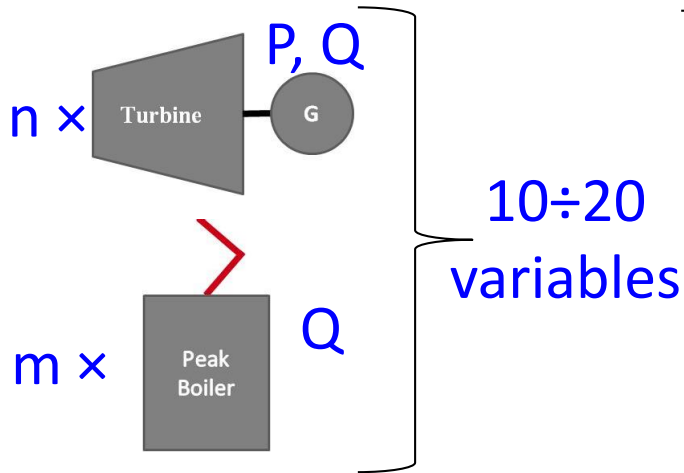 P, Q
n ×
Turbine
G
10÷20
variables
Q
m ×
Peak
Boiler